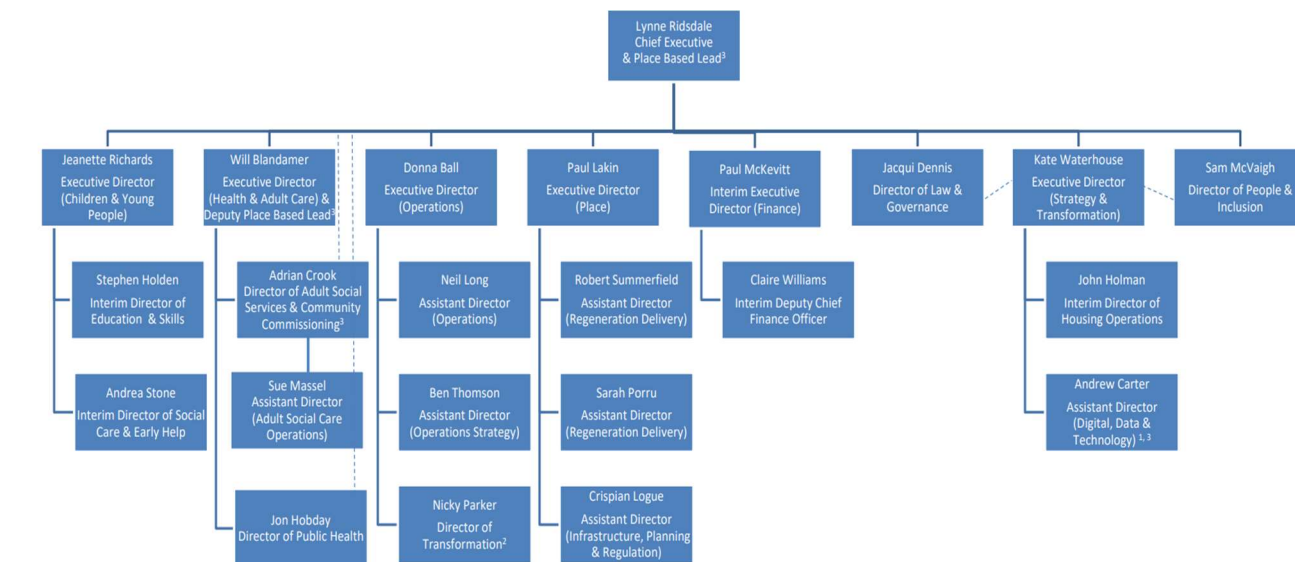 Lynne Ridsdale
Chief Executive
& Place Based Lead³
Jeanette Richards
Executive Director
(Children & Young
People)
Will Blandamer
Executive Director
(Health & Adult Care) &
Deputy Place Based Lead³
Donna Ball
Executive Director
(Operations)
Paul Lakin
Executive Director
(Place)
Paul McKevitt
Interim Executive
Director (Finance)
Jacqui Dennis
Director of Law &
Governance
Kate Waterhouse
Executive Director
(Strategy &
Transformation)
Sam McVaigh
Director of People &
Inclusion
Stephen Holden
Interim Director of
Education & Skills
Adrian Crook
Director of Adult Social
Services & Community
Commissioning³
Neil Long
Assistant Director
(Operations)
Robert Summerfield
Assistant Director
(Regeneration Delivery)
Claire Williams
Interim Deputy Chief
Finance Officer
John Holman
Interim Director of
Housing Operations
Andrea Stone
Interim Director of Social
Care & Early Help
Sue Massel
Assistant Director
(Adult Social Care
Operations)
Ben Thomson
Assistant Director
(Operations Strategy)
Sarah Porru
Assistant Director
(Regeneration Delivery)
Andrew Carter
Assistant Director
(Digital, Data &
Technology) ¹˒ ³
Jon Hobday
Director of Public Health
Nicky Parker
Director of
Transformation²
Crispian Logue
Assistant Director
(Infrastructure, Planning
& Regulation)